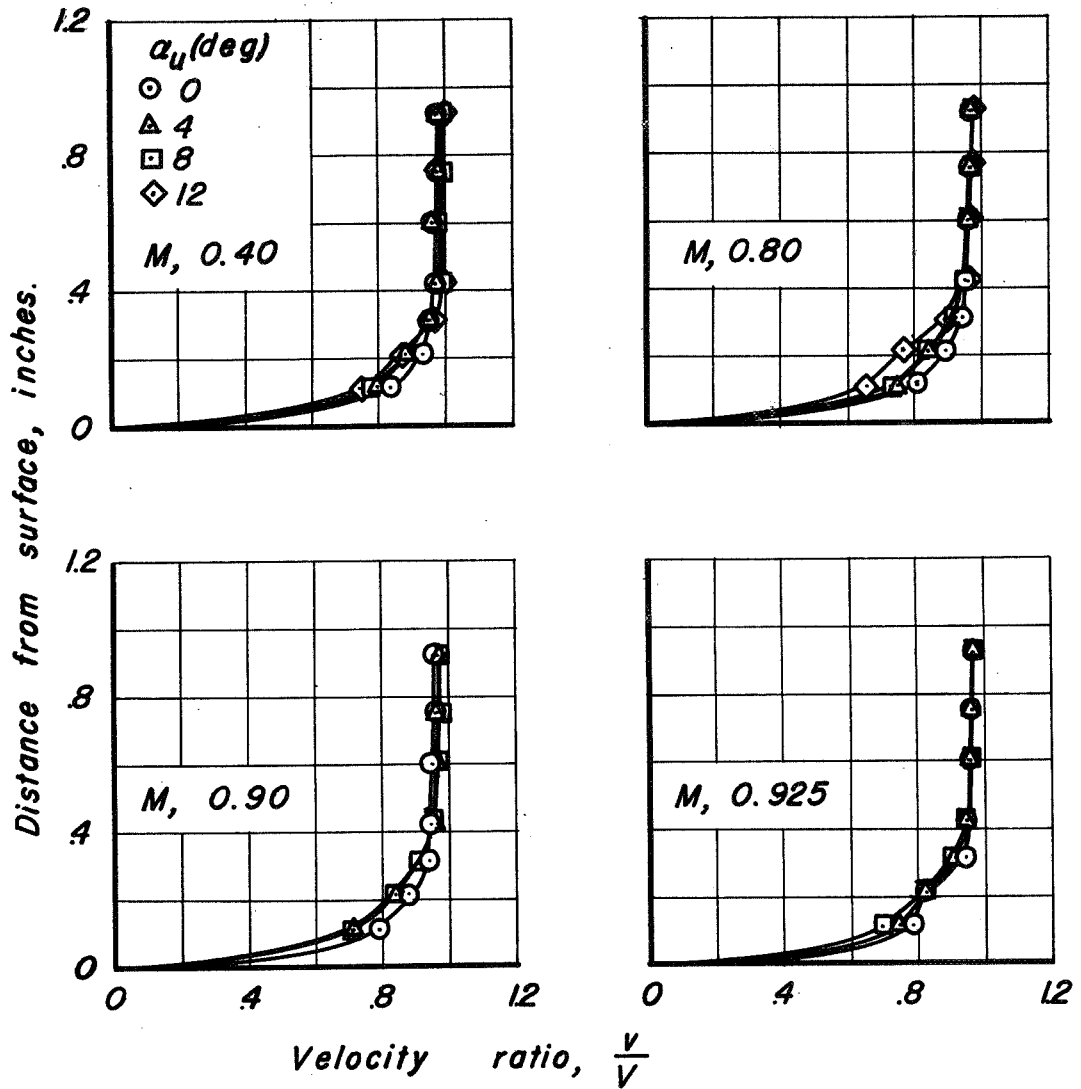 1.2
.8
.4
0
α_u (deg)
0
4
8
12
M, 0.40
M, 0.80
Distance from surface, inches.
1.2
.8
.4
0
M, 0.90
M, 0.925
0 .4 .8 1.2
0 .4 .8 1.2
Velocity ratio, v/V